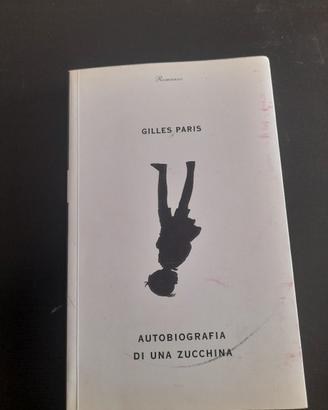 Romanzo
GILLES PARIS
AUTOBIOGRAFIA
DI UNA ZUCCHINA